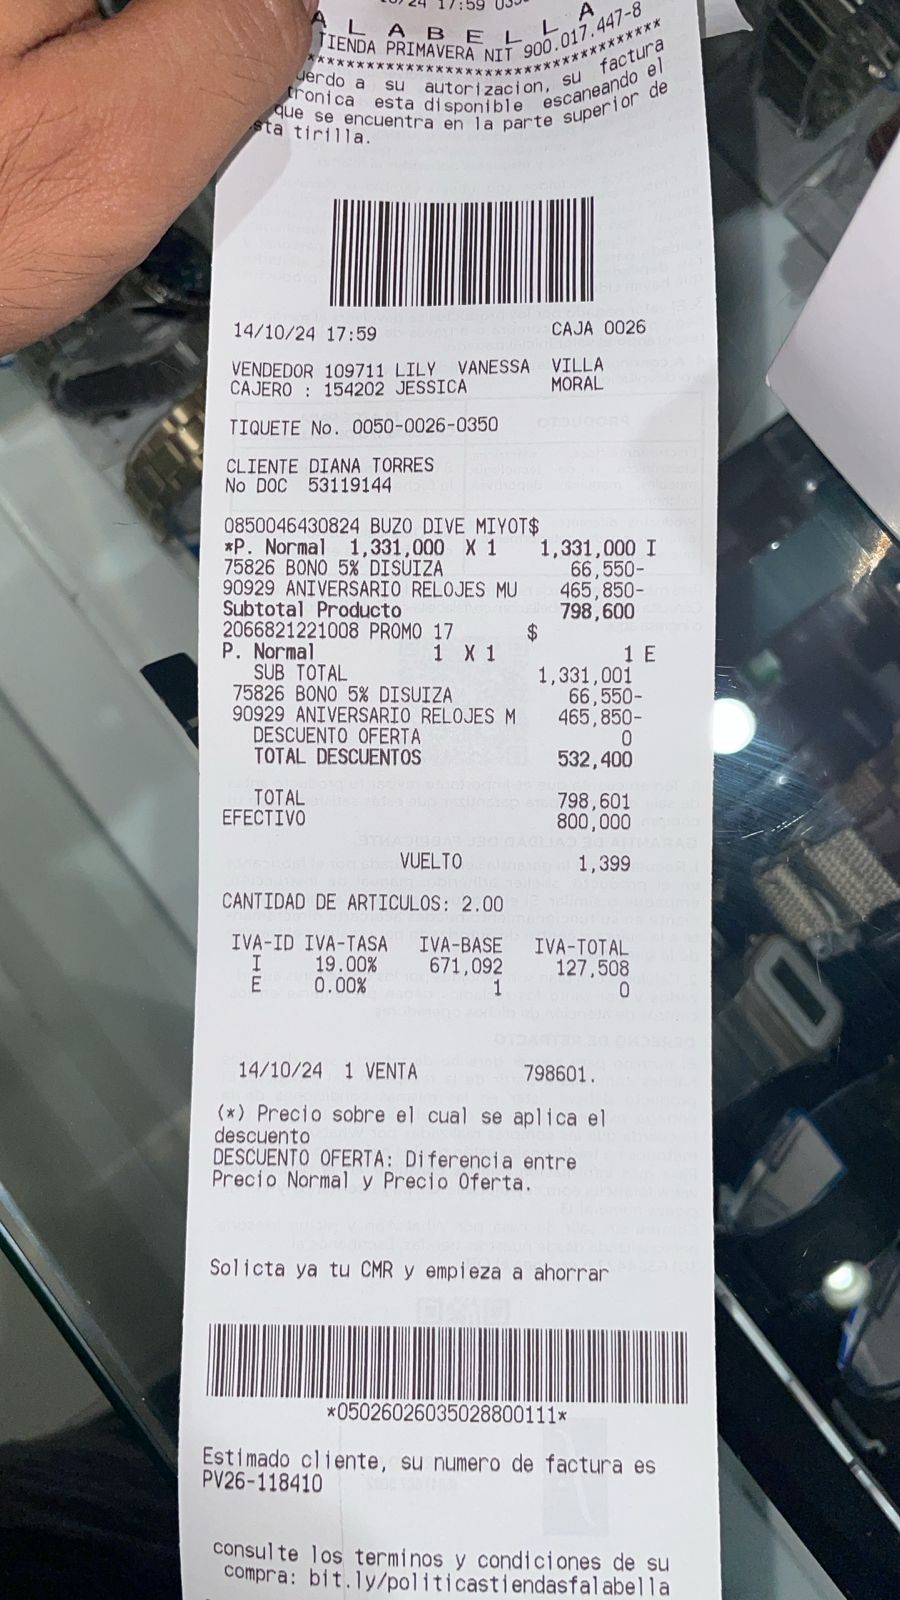 17:59
A L A B E L L A
TIENDA PRIMAVERA NIT 900.017.447-8
***********************************
uerdo a su autorizacion, su factura
tronica esta disponible escaneando el
que se encuentra en la parte superior de
sta tirilla.
14/10/24 17:59 CAJA 0026
VENDEDOR 109711 LILY VANESSA VILLA
CAJERO : 154202 JESSICA MORAL
TIQUETE No. 0050-0026-0350
CLIENTE DIANA TORRES
No DOC 53119144
0850046430824 BUZO DIVE MIYOT$
*P. Normal 1,331,000 X 1 1,331,000 I
75826 BONO 5% DISUIZA 66,550-
90929 ANIVERSARIO RELOJES MU 465,850-
Subtotal Producto 798,600
2066821221008 PROMO 17 $
P. Normal 1 X 1 1 E
SUB TOTAL 1,331,001
75826 BONO 5% DISUIZA 66,550-
90929 ANIVERSARIO RELOJES M 465,850-
DESCUENTO OFERTA 0
TOTAL DESCUENTOS 532,400
TOTAL 798,601
EFECTIVO 800,000
VUELTO 1,399
CANTIDAD DE ARTICULOS: 2.00
IVA-ID IVA-TASA IVA-BASE IVA-TOTAL
I 19.00% 671,092 127,508
E 0.00% 1 0
14/10/24 1 VENTA 798601.
(*) Precio sobre el cual se aplica el
descuento
DESCUENTO OFERTA: Diferencia entre
Precio Normal y Precio Oferta.
Solicta ya tu CMR y empieza a ahorrar
*05026026035028800111*
Estimado cliente, su numero de factura es
PV26-118410
consulte los terminos y condiciones de su
compra: bit.ly/politicastiendasfalabella